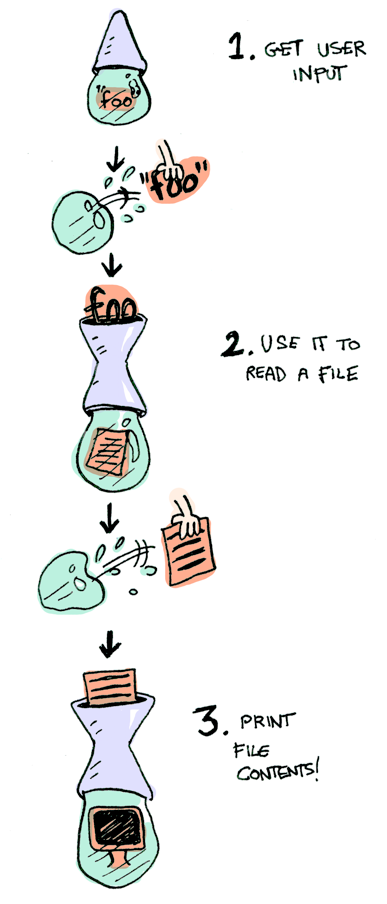 1. GET USER
INPUT
"foo"
"foo"
foo
2. USE IT TO
READ A FILE
3. PRINT
FILE
CONTENTS!